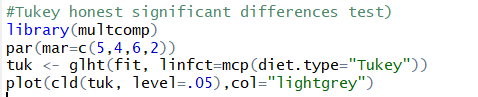 #Tukey honest significant differences test)
library(multcomp)
par(mar=c(5,4,6,2))
tuk <- glht(fit, linfct=mcp(diet.type="Tukey"))
plot(cld(tuk, level=.05),col="lightgrey")